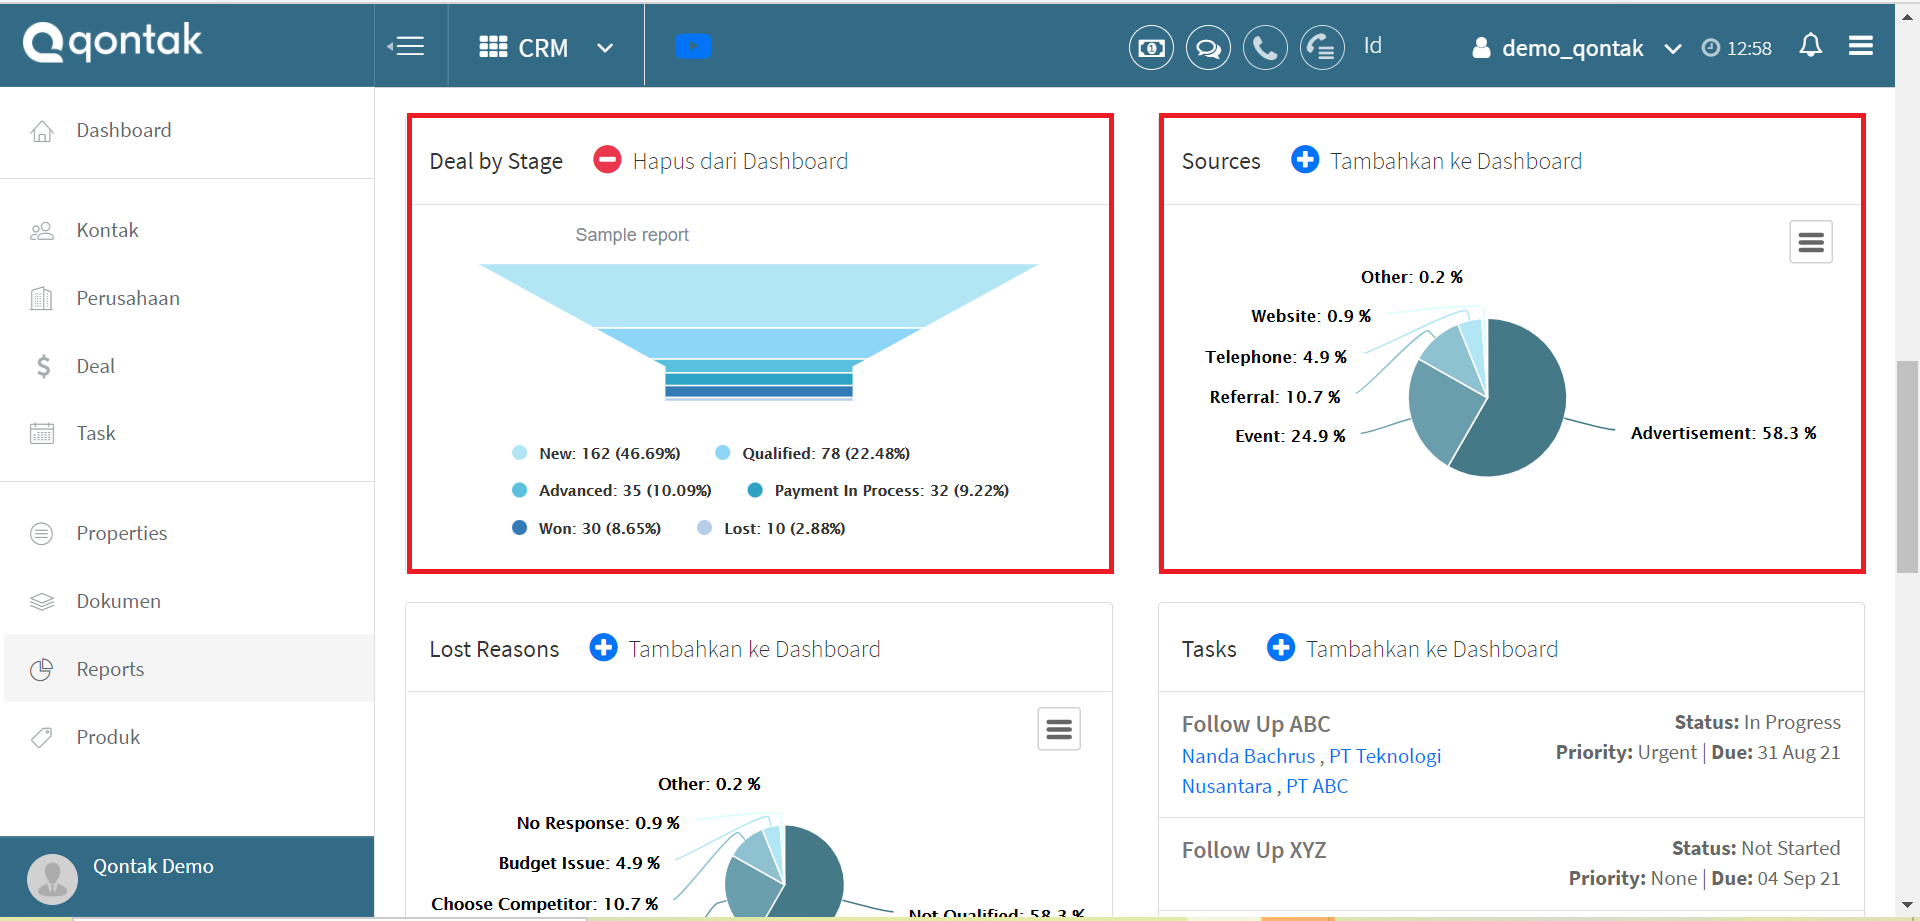 qontak
CRM
Id
demo_qontak
12:58
Dashboard
Kontak
Perusahaan
Deal
Task
Properties
Dokumen
Reports
Produk
Qontak Demo
Deal by Stage
Hapus dari Dashboard
Sample report
New: 162 (46.69%)
Qualified: 78 (22.48%)
Advanced: 35 (10.09%)
Payment In Process: 32 (9.22%)
Won: 30 (8.65%)
Lost: 10 (2.88%)
Sources
Tambahkan ke Dashboard
Other: 0.2 %
Website: 0.9 %
Telephone: 4.9 %
Referral: 10.7 %
Event: 24.9 %
Advertisement: 58.3 %
Lost Reasons
Tambahkan ke Dashboard
Other: 0.2 %
No Response: 0.9 %
Budget Issue: 4.9 %
Choose Competitor: 10.7 %
Not Qualified: 58.3 %
Tasks
Tambahkan ke Dashboard
Follow Up ABC
Nanda Bachrus , PT Teknologi
Nusantara , PT ABC
Status: In Progress
Priority: Urgent | Due: 31 Aug 21
Follow Up XYZ
Status: Not Started
Priority: None | Due: 04 Sep 21